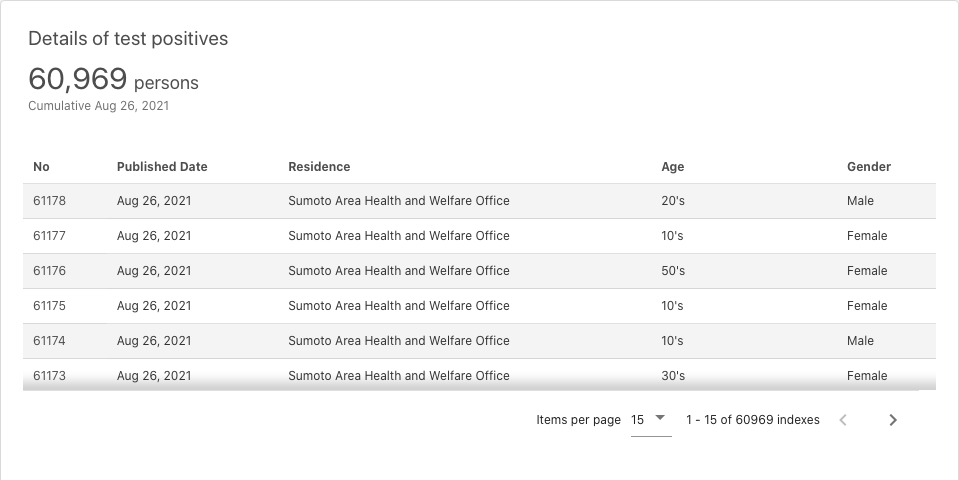 Details of test positives
60,969 persons
Cumulative Aug 26, 2021
No Published Date Residence Age Gender
61178 Aug 26, 2021 Sumoto Area Health and Welfare Office 20's Male
61177 Aug 26, 2021 Sumoto Area Health and Welfare Office 10's Female
61176 Aug 26, 2021 Sumoto Area Health and Welfare Office 50's Female
61175 Aug 26, 2021 Sumoto Area Health and Welfare Office 10's Female
61174 Aug 26, 2021 Sumoto Area Health and Welfare Office 10's Male
61173 Aug 26, 2021 Sumoto Area Health and Welfare Office 30's Female
Items per page 15 1 - 15 of 60969 indexes